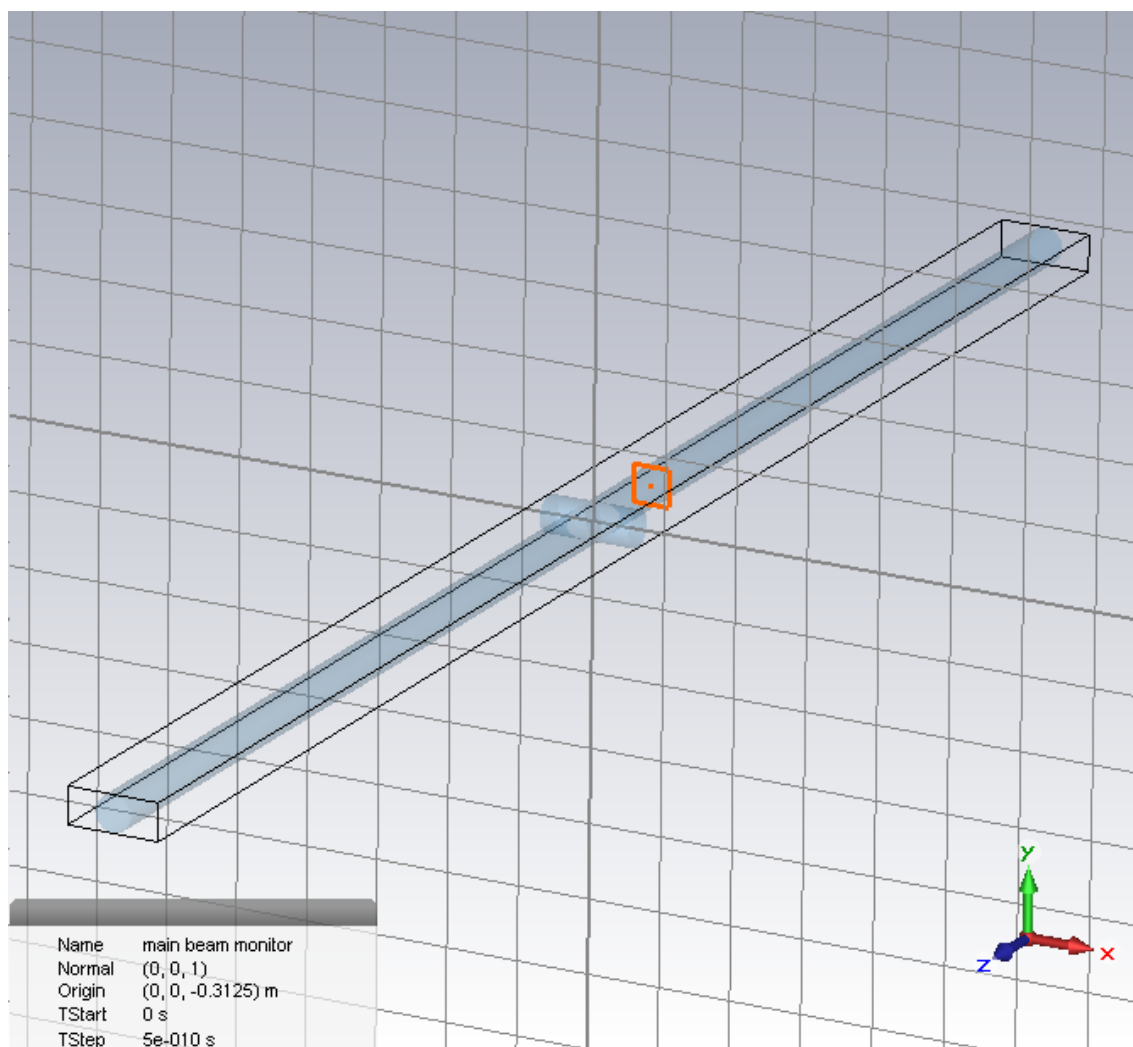 y
x
z
Name main beam monitor
Normal (0, 0, 1)
Origin (0, 0, -0.3125) m
TStart 0 s
TStep 5e-010 s